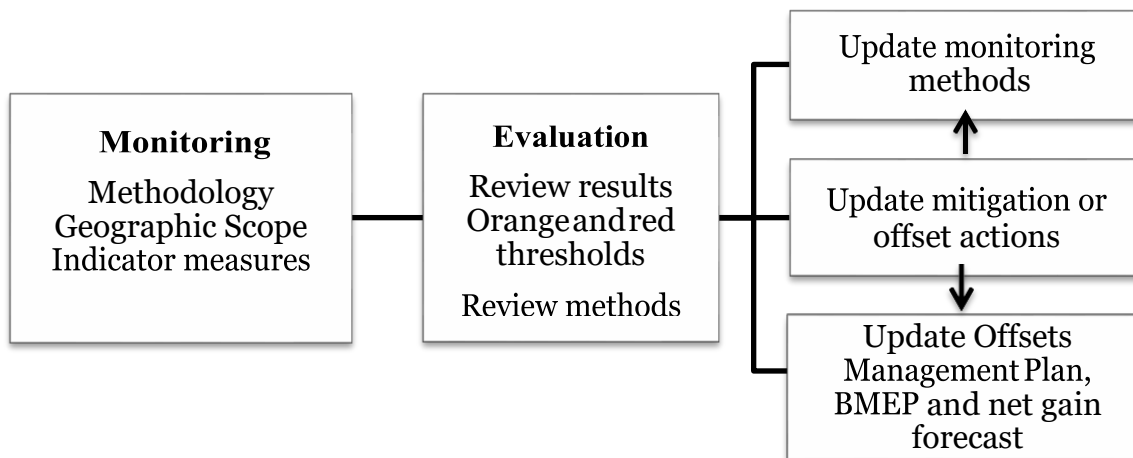 Monitoring
Methodology
Geographic Scope
Indicator measures
Evaluation
Review results
Orange and red
thresholds
Review methods
Update monitoring
methods
Update mitigation or
offset actions
Update Offsets
Management Plan,
BMEP and net gain
forecast